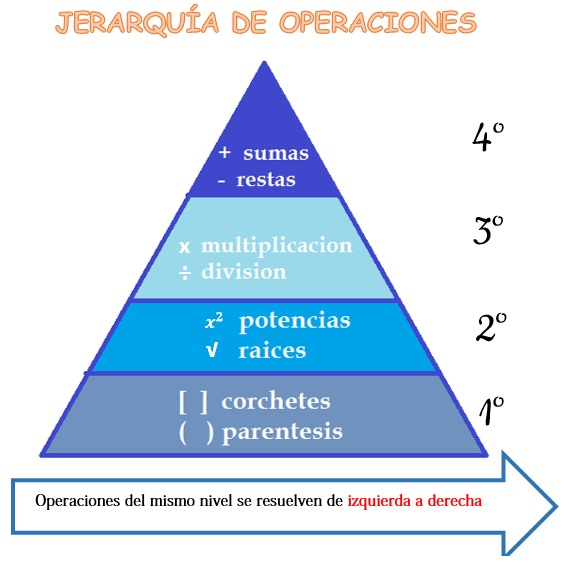 JERARQUÍA DE OPERACIONES
+ sumas
- restas
4º
x multiplicacion
÷ division
3º
x² potencias
√ raices
2º
[ ] corchetes
( ) parentesis
1º
Operaciones del mismo nivel se resuelven de izquierda a derecha